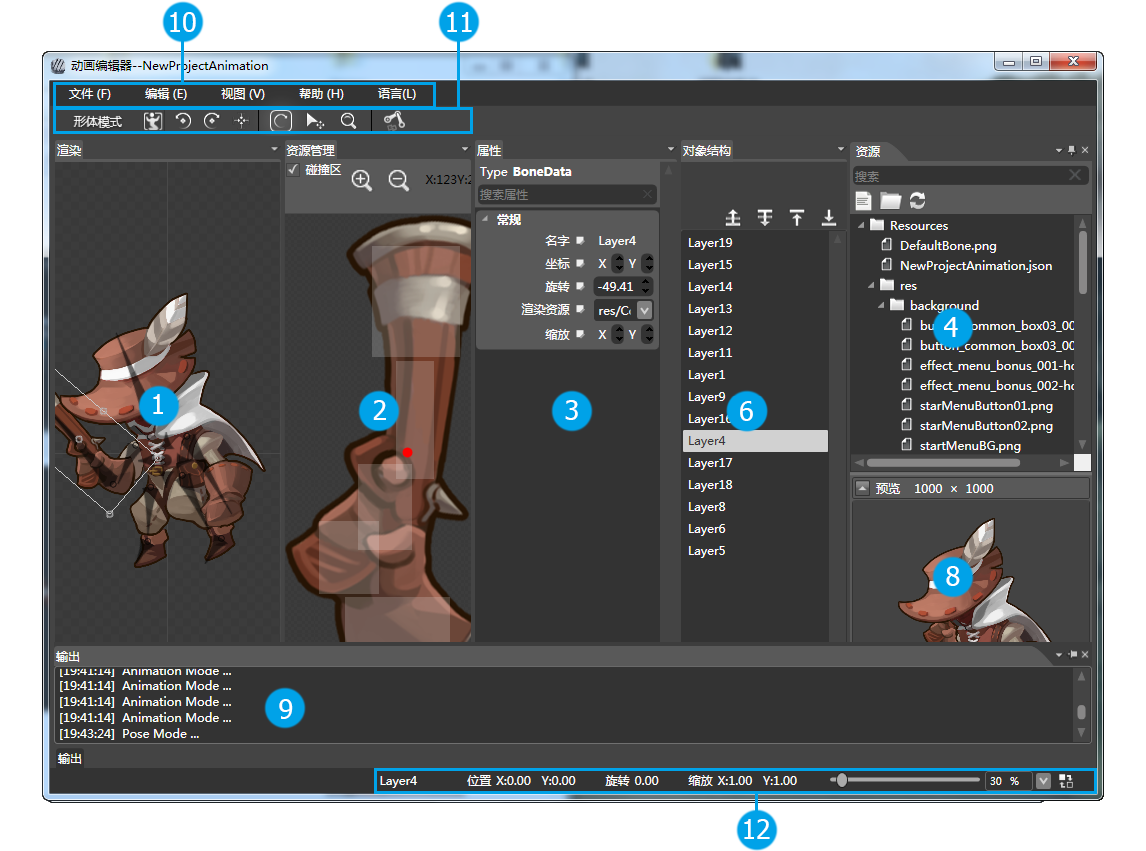 10
11
动画编辑器--NewProjectAnimation
文件 (F) 编辑 (E) 视图 (V) 帮助 (H) 语言(L)
形体模式
渲染
资源管理
碰撞区
X:123Y:2
1
2
属性
Type BoneData
搜索属性
常规
名字 Layer4
坐标 X Y
旋转 -49.41
渲染资源 res/Co
缩放 X Y
3
对象结构
Layer19
Layer15
Layer14
Layer13
Layer12
Layer11
Layer1
Layer9
Layer16
Layer4
Layer17
Layer18
Layer8
Layer6
Layer5
6
资源
搜索
Resources
DefaultBone.png
NewProjectAnimation.json
res
background
button_common_box03_00
button_common_box03_00
effect_menu_bonus_001-hd
effect_menu_bonus_002-hd
starMenuButton01.png
starMenuButton02.png
startMenuBG.png
4
预览 1000 × 1000
8
输出
[19:41:14] Animation Mode ...
[19:41:14] Animation Mode ...
[19:41:14] Animation Mode ...
[19:41:14] Animation Mode ...
[19:43:24] Pose Mode ...
9
输出
Layer4 位置 X:0.00 Y:0.00 旋转 0.00 缩放 X:1.00 Y:1.00 30 %
12